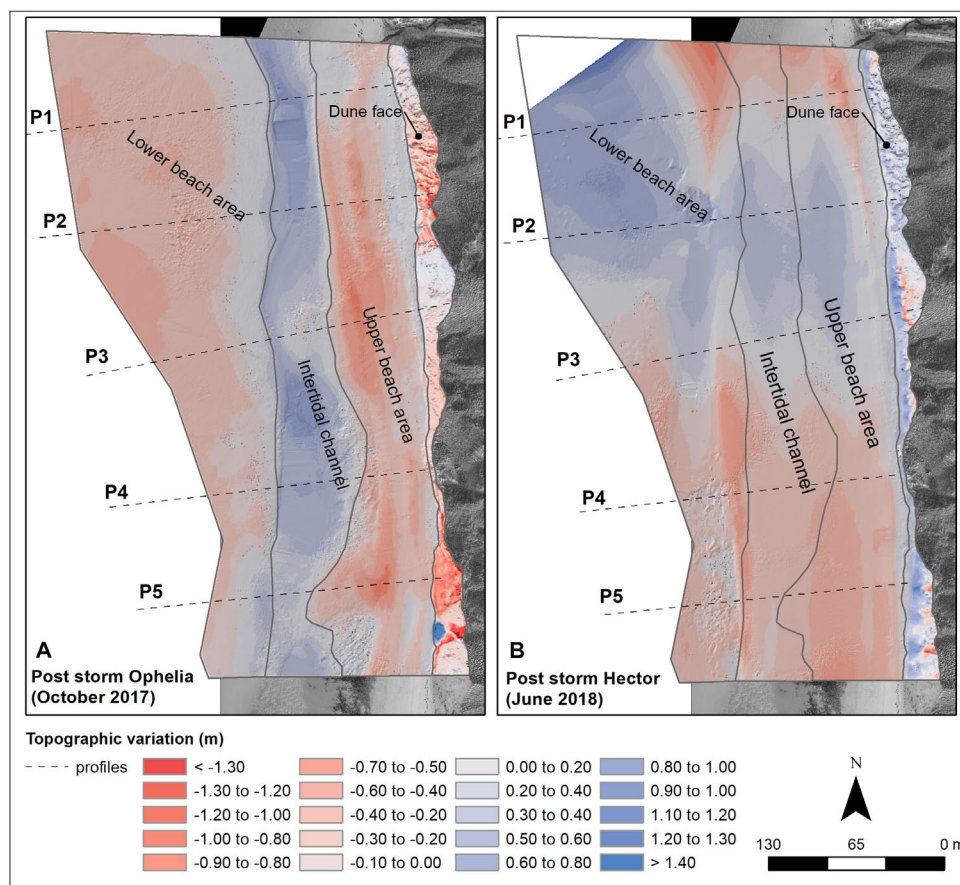 P1
P2
P3
P4
P5
Lower beach area
Intertidal channel
Upper beach area
Dune face
A
Post storm Ophelia
(October 2017)
P1
P2
P3
P4
P5
Lower beach area
Intertidal channel
Upper beach area
Dune face
B
Post storm Hector
(June 2018)
Topographic variation (m)
profiles
< -1.30
-1.30 to -1.20
-1.20 to -1.00
-1.00 to -0.80
-0.90 to -0.80
-0.70 to -0.50
-0.60 to -0.40
-0.40 to -0.20
-0.30 to -0.20
-0.10 to 0.00
0.00 to 0.20
0.20 to 0.40
0.30 to 0.40
0.50 to 0.60
0.60 to 0.80
0.80 to 1.00
0.90 to 1.00
1.10 to 1.20
1.20 to 1.30
> 1.40
N
130 65 0 m